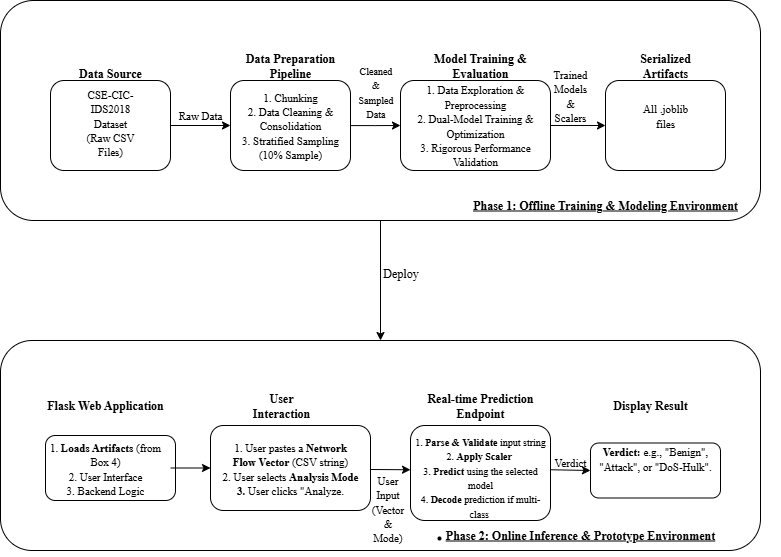 Data Source
CSE-CIC-
IDS2018
Dataset
(Raw CSV
Files)
Raw Data
Data Preparation
Pipeline
1. Chunking
2. Data Cleaning &
Consolidation
3. Stratified Sampling
(10% Sample)
Cleaned
&
Sampled
Data
Model Training &
Evaluation
1. Data Exploration &
Preprocessing
2. Dual-Model Training &
Optimization
3. Rigorous Performance
Validation
Trained
Models
&
Scalers
Serialized
Artifacts
All .joblib
files
Phase 1: Offline Training & Modeling Environment
Deploy
Flask Web Application
1. Loads Artifacts (from
Box 4)
2. User Interface
3. Backend Logic
User
Interaction
1. User pastes a Network
Flow Vector (CSV string)
2. User selects Analysis Mode
3. User clicks "Analyze.
User
Input
(Vector
&
Mode)
Real-time Prediction
Endpoint
1. Parse & Validate input string
2. Apply Scaler
3. Predict using the selected
model
4. Decode prediction if multi-
class
Verdict
Display Result
Verdict: e.g., "Benign",
"Attack", or "DoS-Hulk".
• Phase 2: Online Inference & Prototype Environment